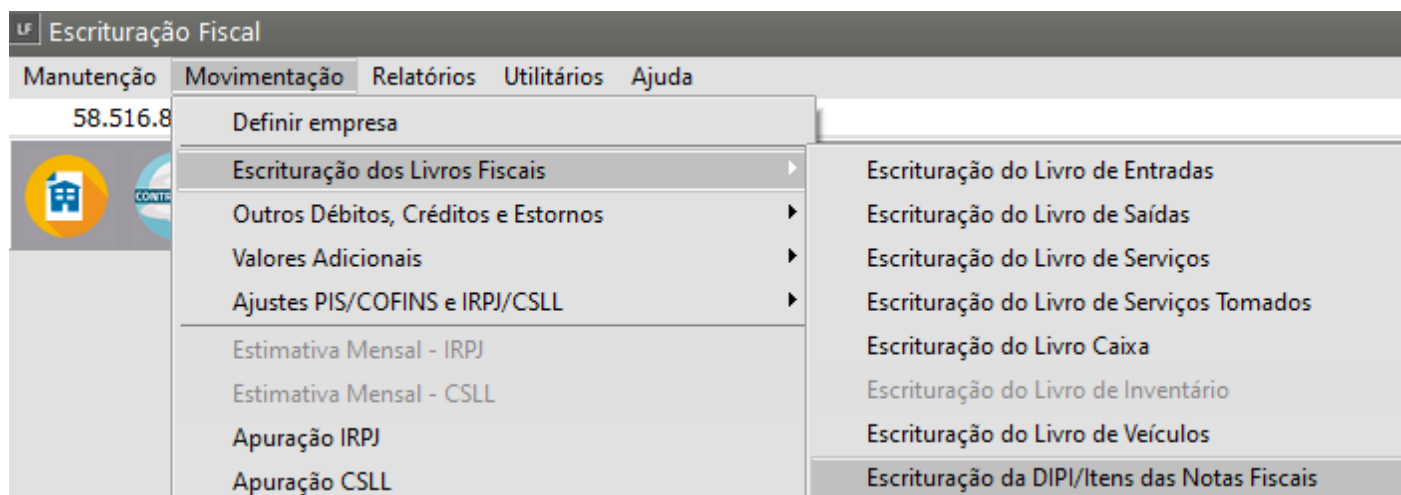 LF Escrituração Fiscal
Manutenção Movimentação Relatórios Utilitários Ajuda
58.516.8
Definir empresa
Escrituração dos Livros Fiscais
Outros Débitos, Créditos e Estornos
Valores Adicionais
Ajustes PIS/COFINS e IRPJ/CSLL
Estimativa Mensal - IRPJ
Estimativa Mensal - CSLL
Apuração IRPJ
Apuração CSLL
Escrituração do Livro de Entradas
Escrituração do Livro de Saídas
Escrituração do Livro de Serviços
Escrituração do Livro de Serviços Tomados
Escrituração do Livro Caixa
Escrituração do Livro de Inventário
Escrituração do Livro de Veículos
Escrituração da DIPI/Itens das Notas Fiscais